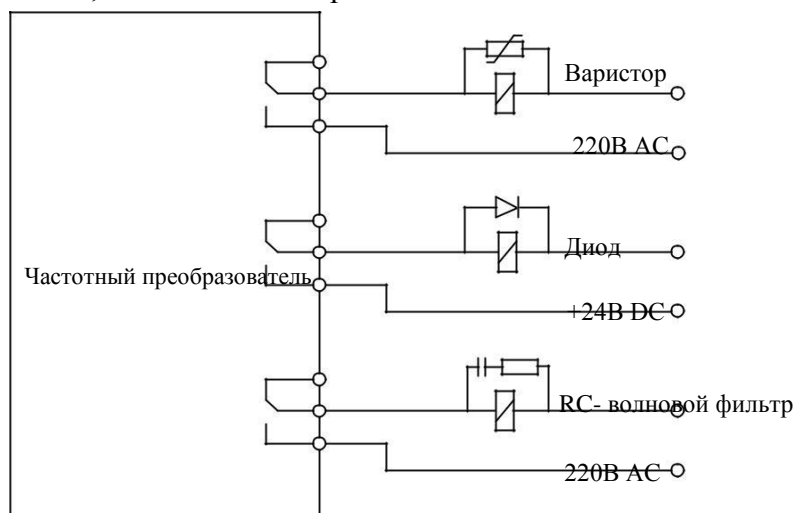 Варистор
220В AC
Диод
Частотный преобразователь
+24В DC
RC- волновой фильтр
220В AC